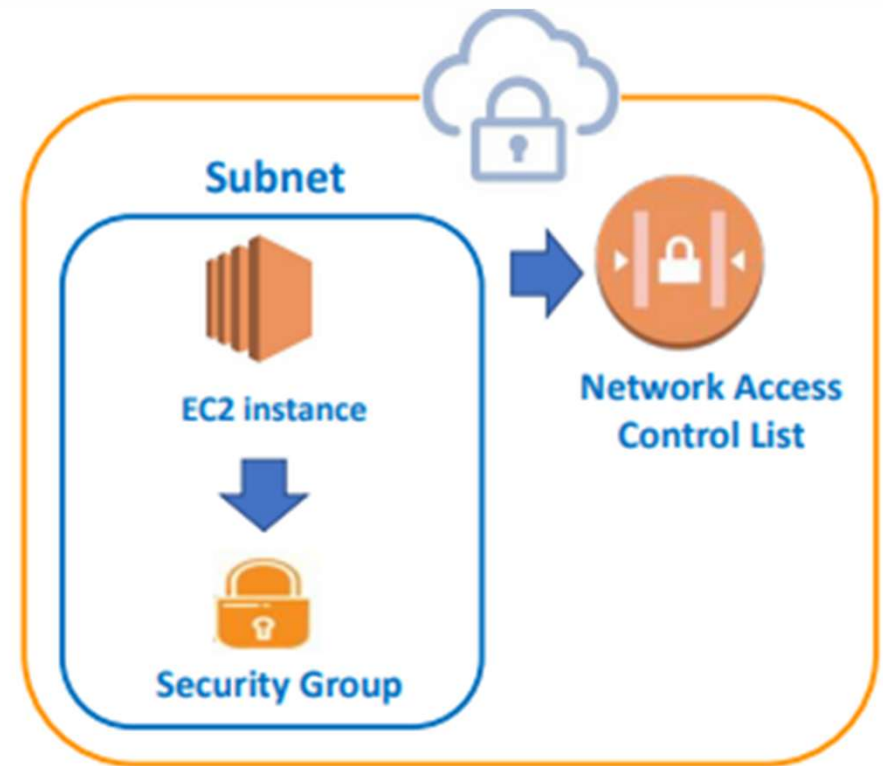 Subnet
EC2 instance
Network Access
Control List
Security Group